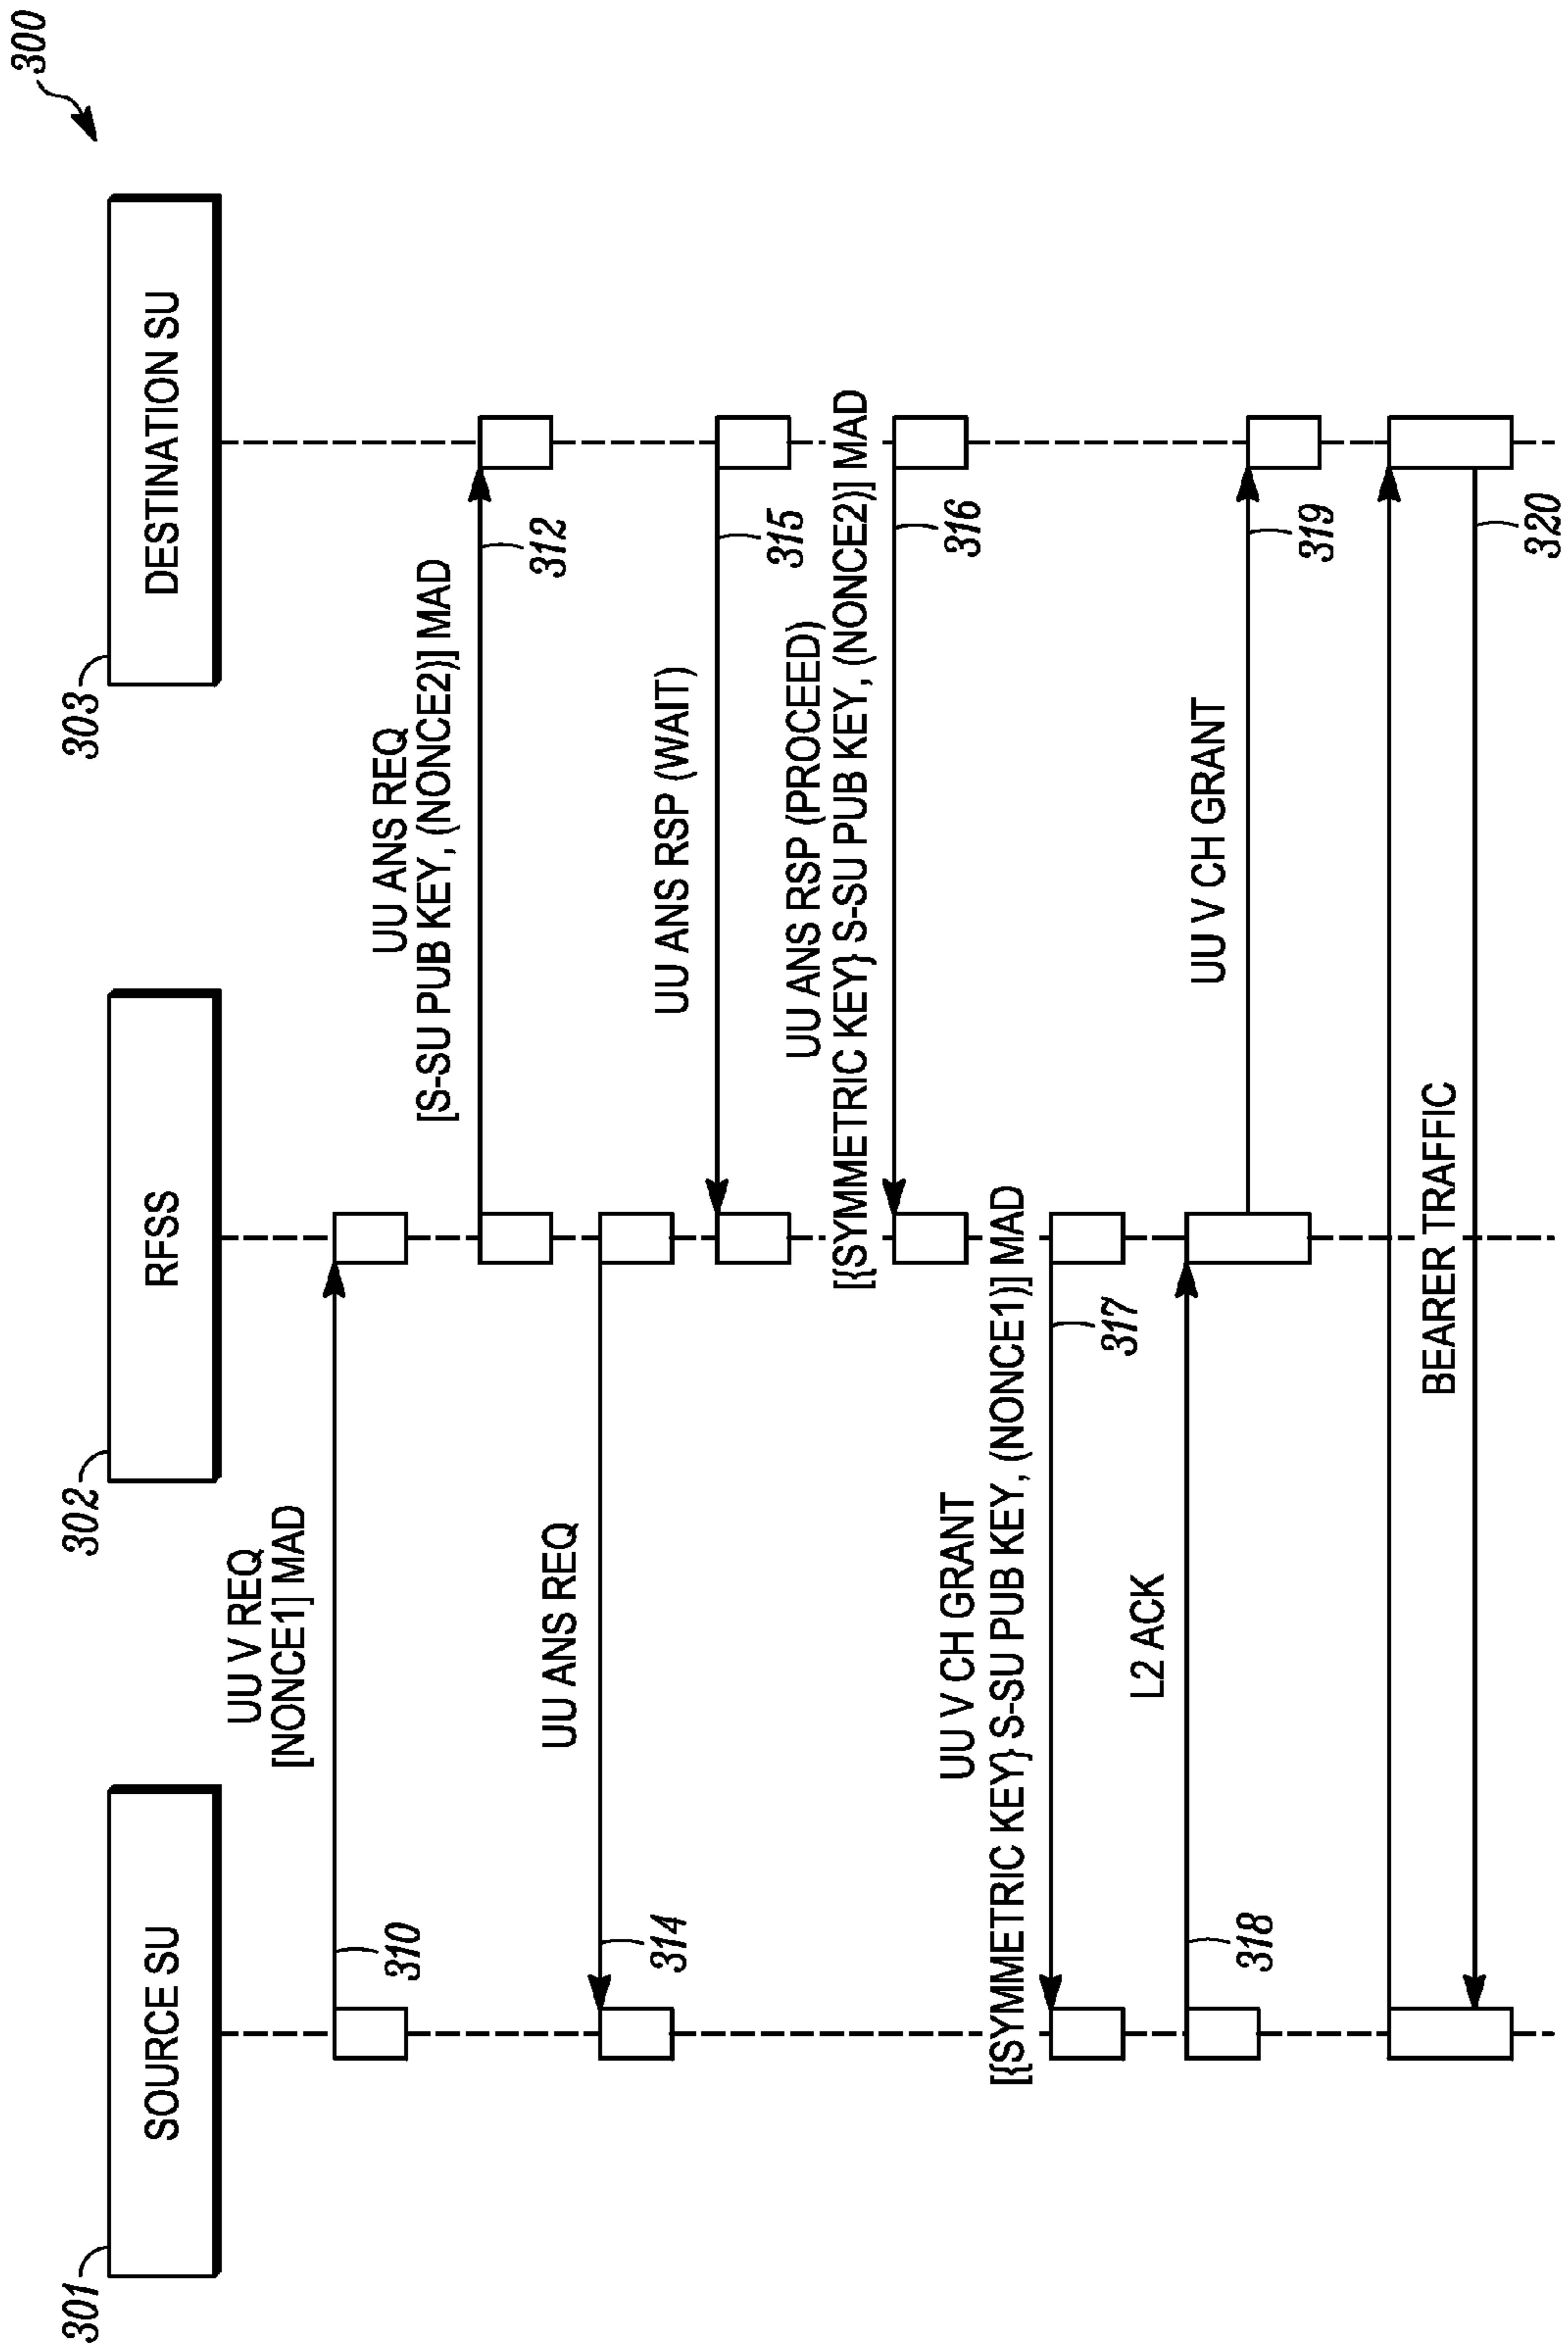 300
301
SOURCE SU
302
RFSS
303
DESTINATION SU
UU V REQ
[NONCE1] MAD
310
UU ANS REQ
[S-SU PUB KEY, (NONCE2)] MAD
312
UU ANS REQ
314
UU ANS RSP (WAIT)
315
UU ANS RSP (PROCEED)
[{SYMMETRIC KEY} S-SU PUB KEY, (NONCE2)] MAD
316
UU V CH GRANT
[{SYMMETRIC KEY} S-SU PUB KEY, (NONCE1)] MAD
317
L2 ACK
318
UU V CH GRANT
319
BEARER TRAFFIC
320